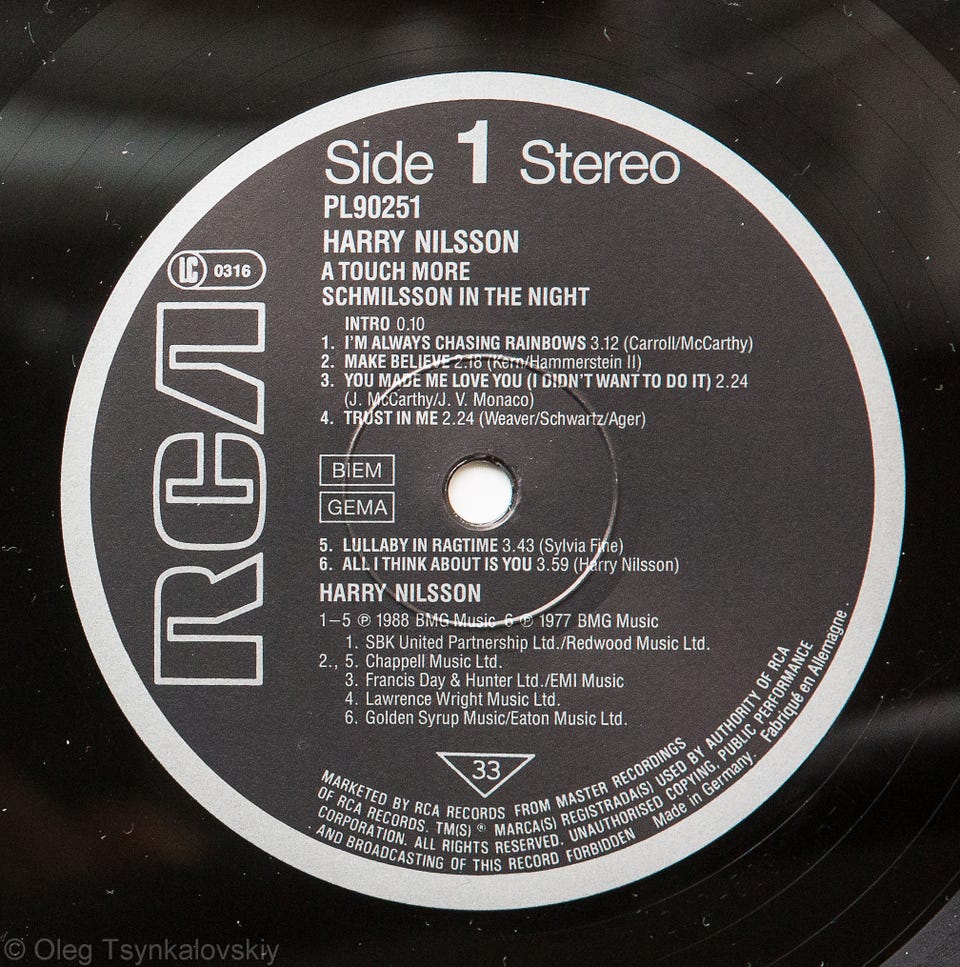 Side 1 Stereo
PL90251
HARRY NILSSON
A TOUCH MORE
SCHMILSSON IN THE NIGHT
LC 0316
RCA
INTRO 0.10
1. I'M ALWAYS CHASING RAINBOWS 3.12 (Carroll/McCarthy)
2. MAKE BELIEVE 2.18 (Kern/Hammerstein II)
3. YOU MADE ME LOVE YOU (I DIDN'T WANT TO DO IT) 2.24
(J. McCarthy/J. V. Monaco)
4. TRUST IN ME 2.24 (Weaver/Schwartz/Ager)
BIEM
GEMA
5. LULLABY IN RAGTIME 3.43 (Sylvia Fine)
6. ALL I THINK ABOUT IS YOU 3.59 (Harry Nilsson)
HARRY NILSSON
1–5 ℗ 1988 BMG Music 6 ℗ 1977 BMG Music
1. SBK United Partnership Ltd./Redwood Music Ltd.
2., 5. Chappell Music Ltd.
3. Francis Day & Hunter Ltd./EMI Music
4. Lawrence Wright Music Ltd.
6. Golden Syrup Music/Eaton Music Ltd.
33
MARKETED BY RCA RECORDS FROM MASTER RECORDINGS
OF RCA RECORDS. TM(S) ® MARCA(S) REGISTRADA(S) USED BY AUTHORITY OF RCA
CORPORATION. ALL RIGHTS RESERVED. UNAUTHORISED COPYING, PUBLIC PERFORMANCE
AND BROADCASTING OF THIS RECORD FORBIDDEN Made in Germany. Fabriqué en Allemagne.
© Oleg Tsynkalovskiy